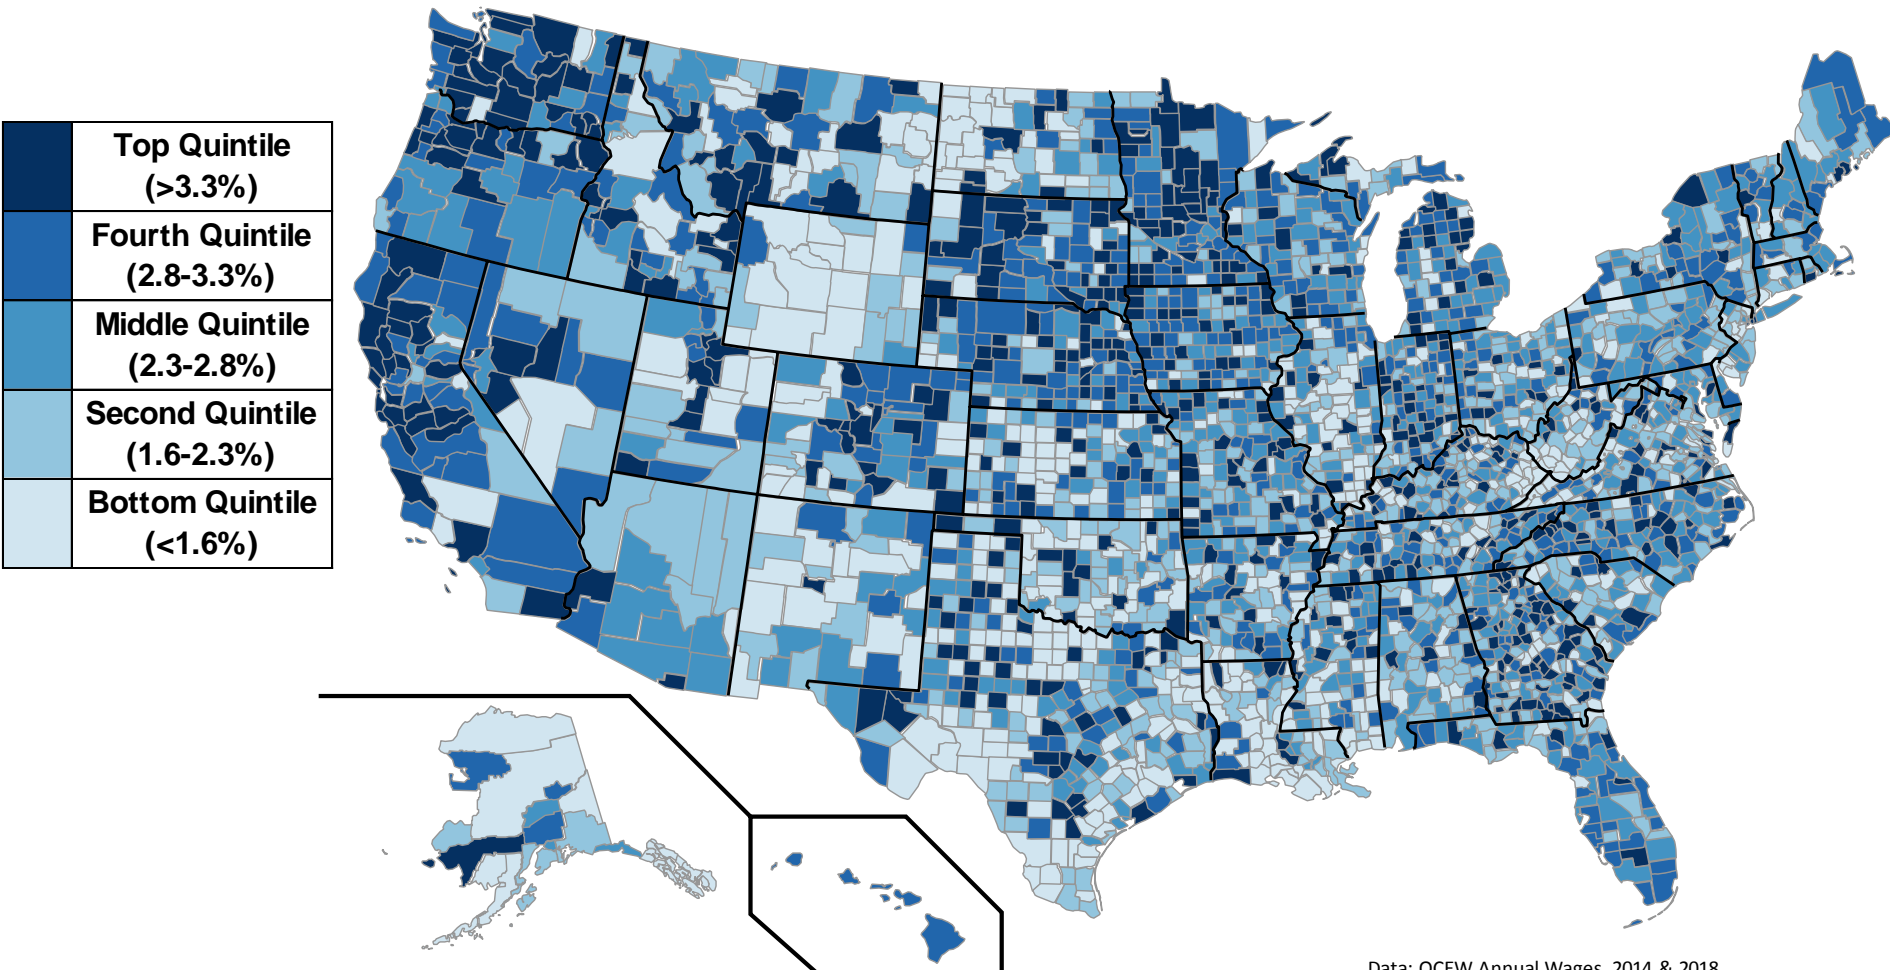 Top Quintile
(>3.3%)
Fourth Quintile
(2.8-3.3%)
Middle Quintile
(2.3-2.8%)
Second Quintile
(1.6-2.3%)
Bottom Quintile
(<1.6%)
Data: QCEW Annual Wages, 2014 & 2018